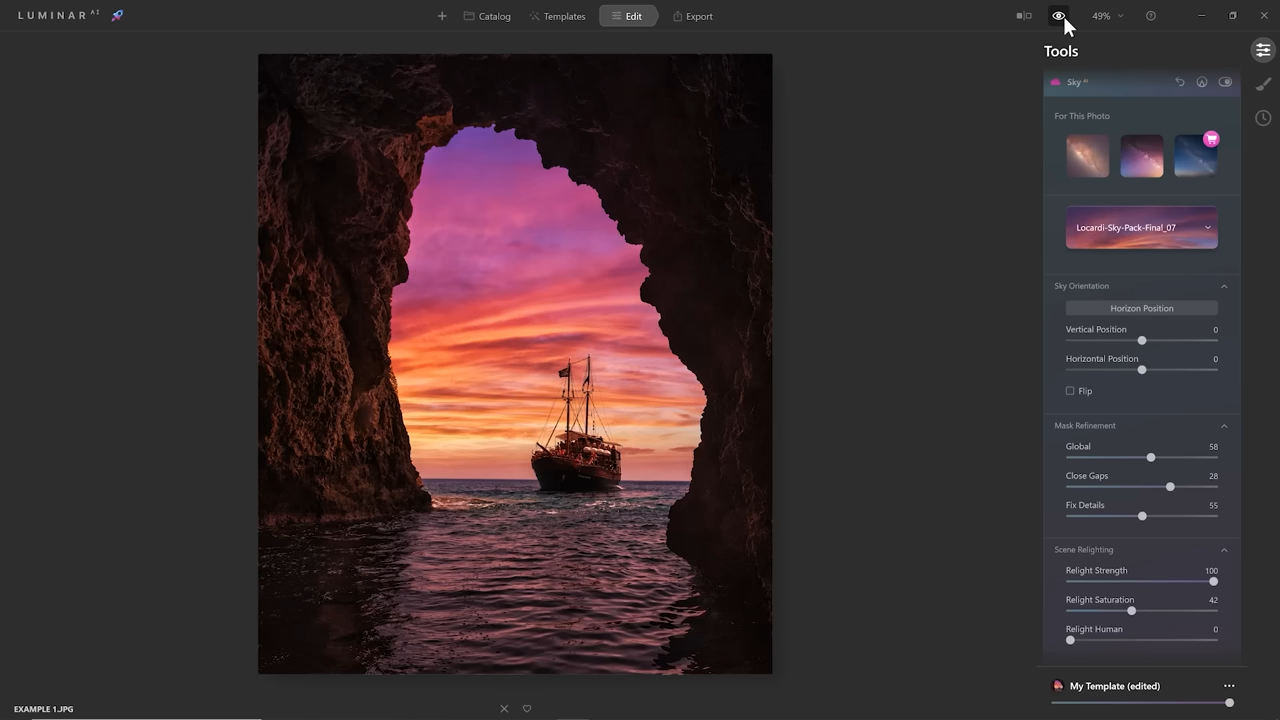 LUMINAR AI
Catalog
Templates
Edit
Export
49%
Tools
Sky AI
For This Photo
Locardi-Sky-Pack-Final_07
Sky Orientation
Horizon Position
Vertical Position 0
Horizontal Position 0
Flip
Mask Refinement
Global 58
Close Gaps 28
Fix Details 55
Scene Relighting
Relight Strength 100
Relight Saturation 42
Relight Human 0
My Template (edited)
EXAMPLE 1.JPG